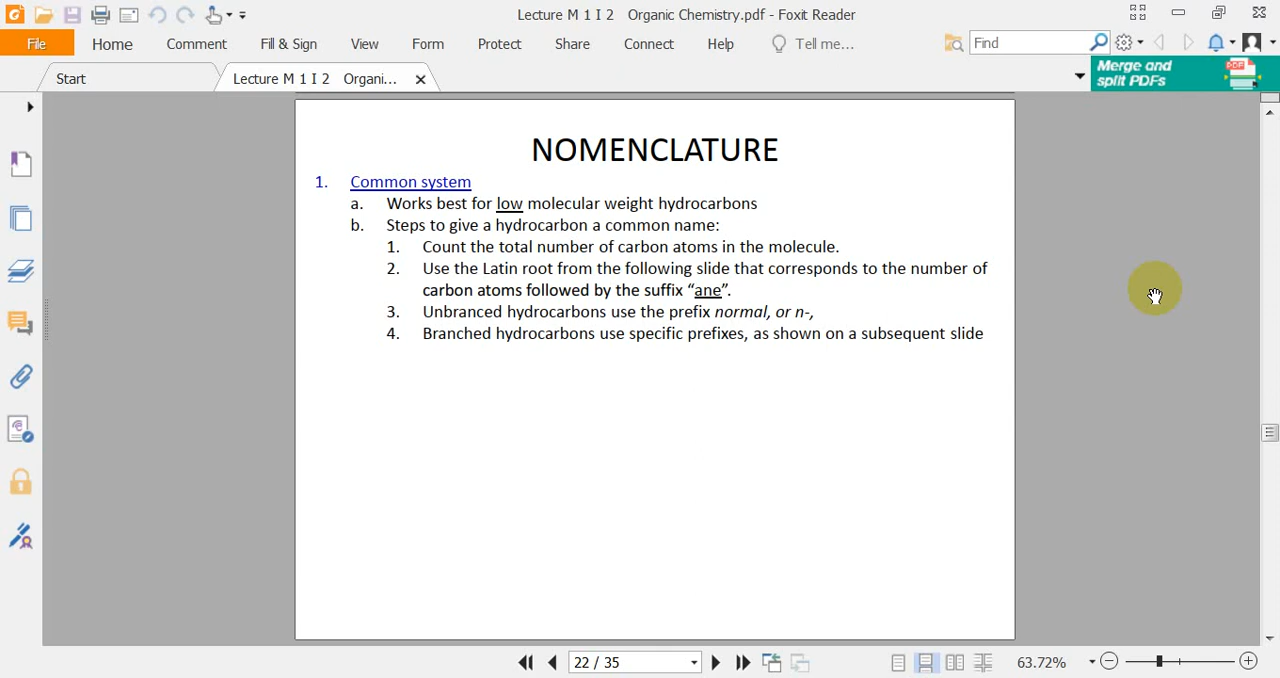 Lecture M 1 I 2 Organic Chemistry.pdf - Foxit Reader
File Home Comment Fill & Sign View Form Protect Share Connect Help Tell me... Find
Start Lecture M 1 I 2 Organi... Merge and
split PDFs
PDF
NOMENCLATURE
1. Common system
a. Works best for low molecular weight hydrocarbons
b. Steps to give a hydrocarbon a common name:
1. Count the total number of carbon atoms in the molecule.
2. Use the Latin root from the following slide that corresponds to the number of
carbon atoms followed by the suffix “ane”.
3. Unbranced hydrocarbons use the prefix normal, or n-,
4. Branched hydrocarbons use specific prefixes, as shown on a subsequent slide
22 / 35 63.72%